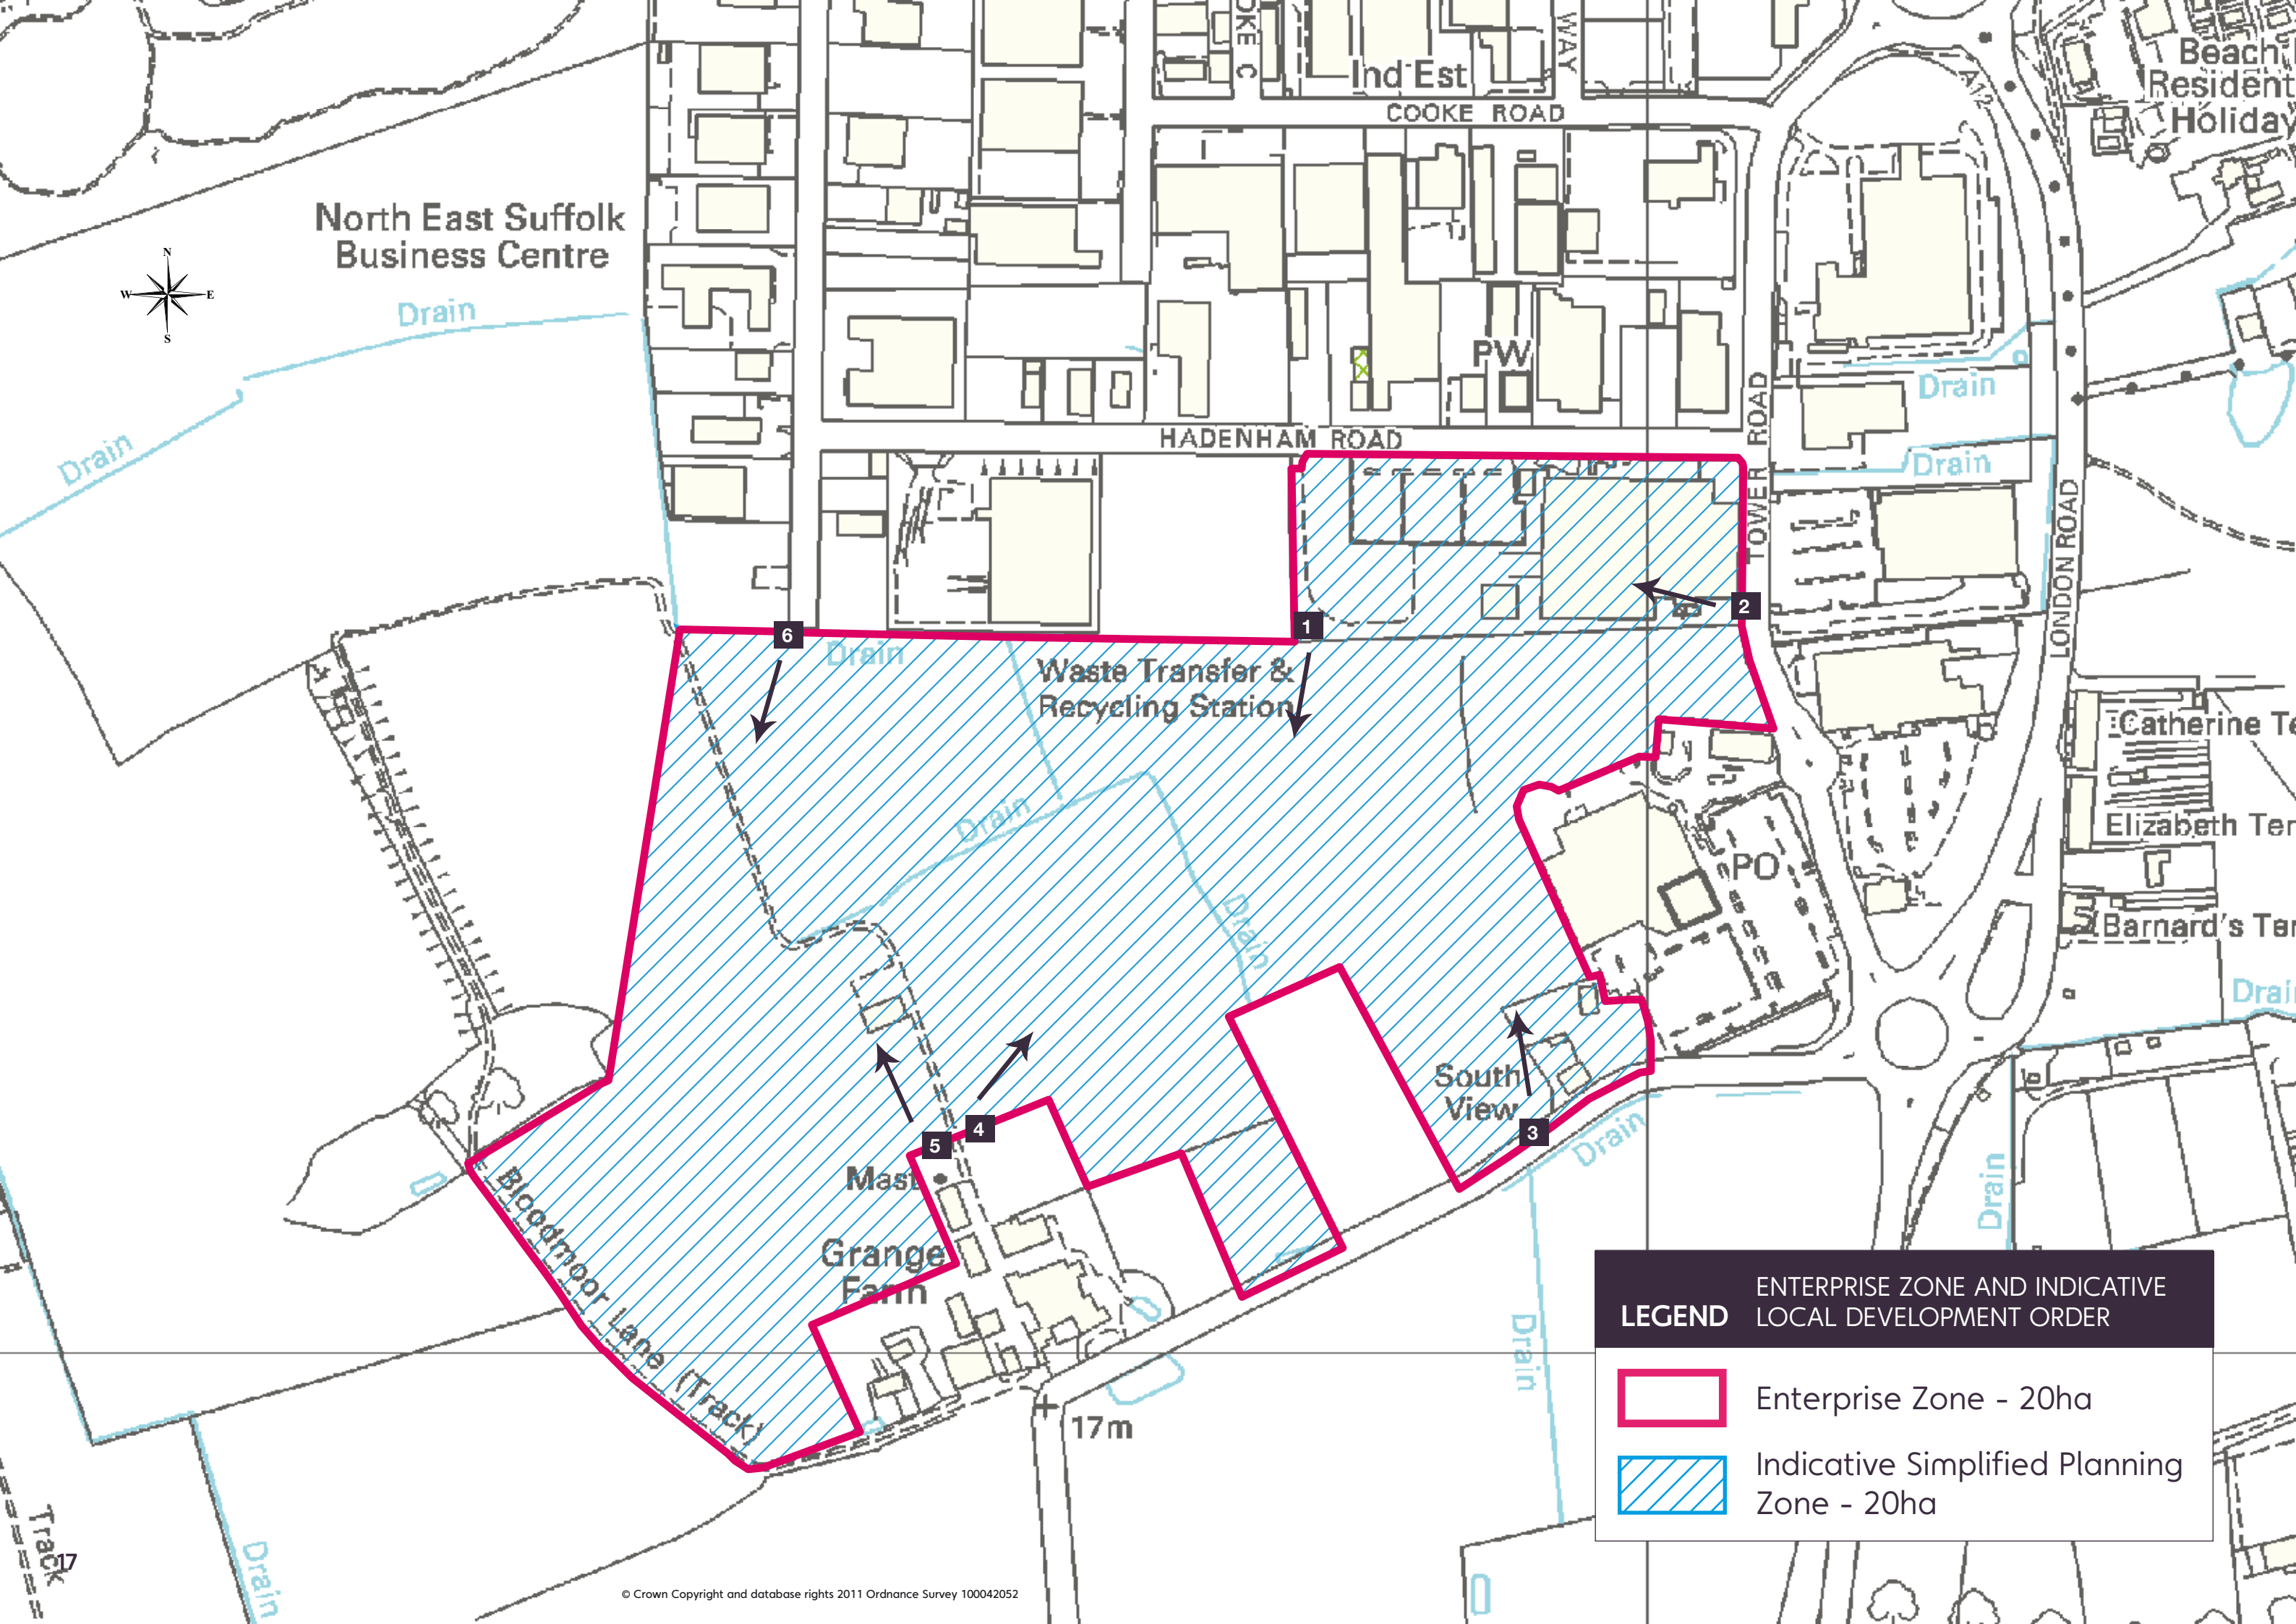 Ind Est
WAY
COOKE ROAD
A12
Beach
Resident
Holiday
North East Suffolk
Business Centre
N
W
E
S
Drain
Drain
PW
HADENHAM ROAD
TOWER ROAD
Drain
Drain
LONDON ROAD
6
1
2
Drain
Waste Transfer &
Recycling Station
Catherine Te
Drain
Elizabeth Ter
PO
Drain
Barnard's Ter
Drai
South
View
5
4
3
Drain
Drain
Mast
Bloodmoor Lane (Track)
Grange
Farm
17m
Drain
LEGEND
ENTERPRISE ZONE AND INDICATIVE
LOCAL DEVELOPMENT ORDER
Enterprise Zone - 20ha
Indicative Simplified Planning
Zone - 20ha
Track
17
Drain
© Crown Copyright and database rights 2011 Ordnance Survey 100042052